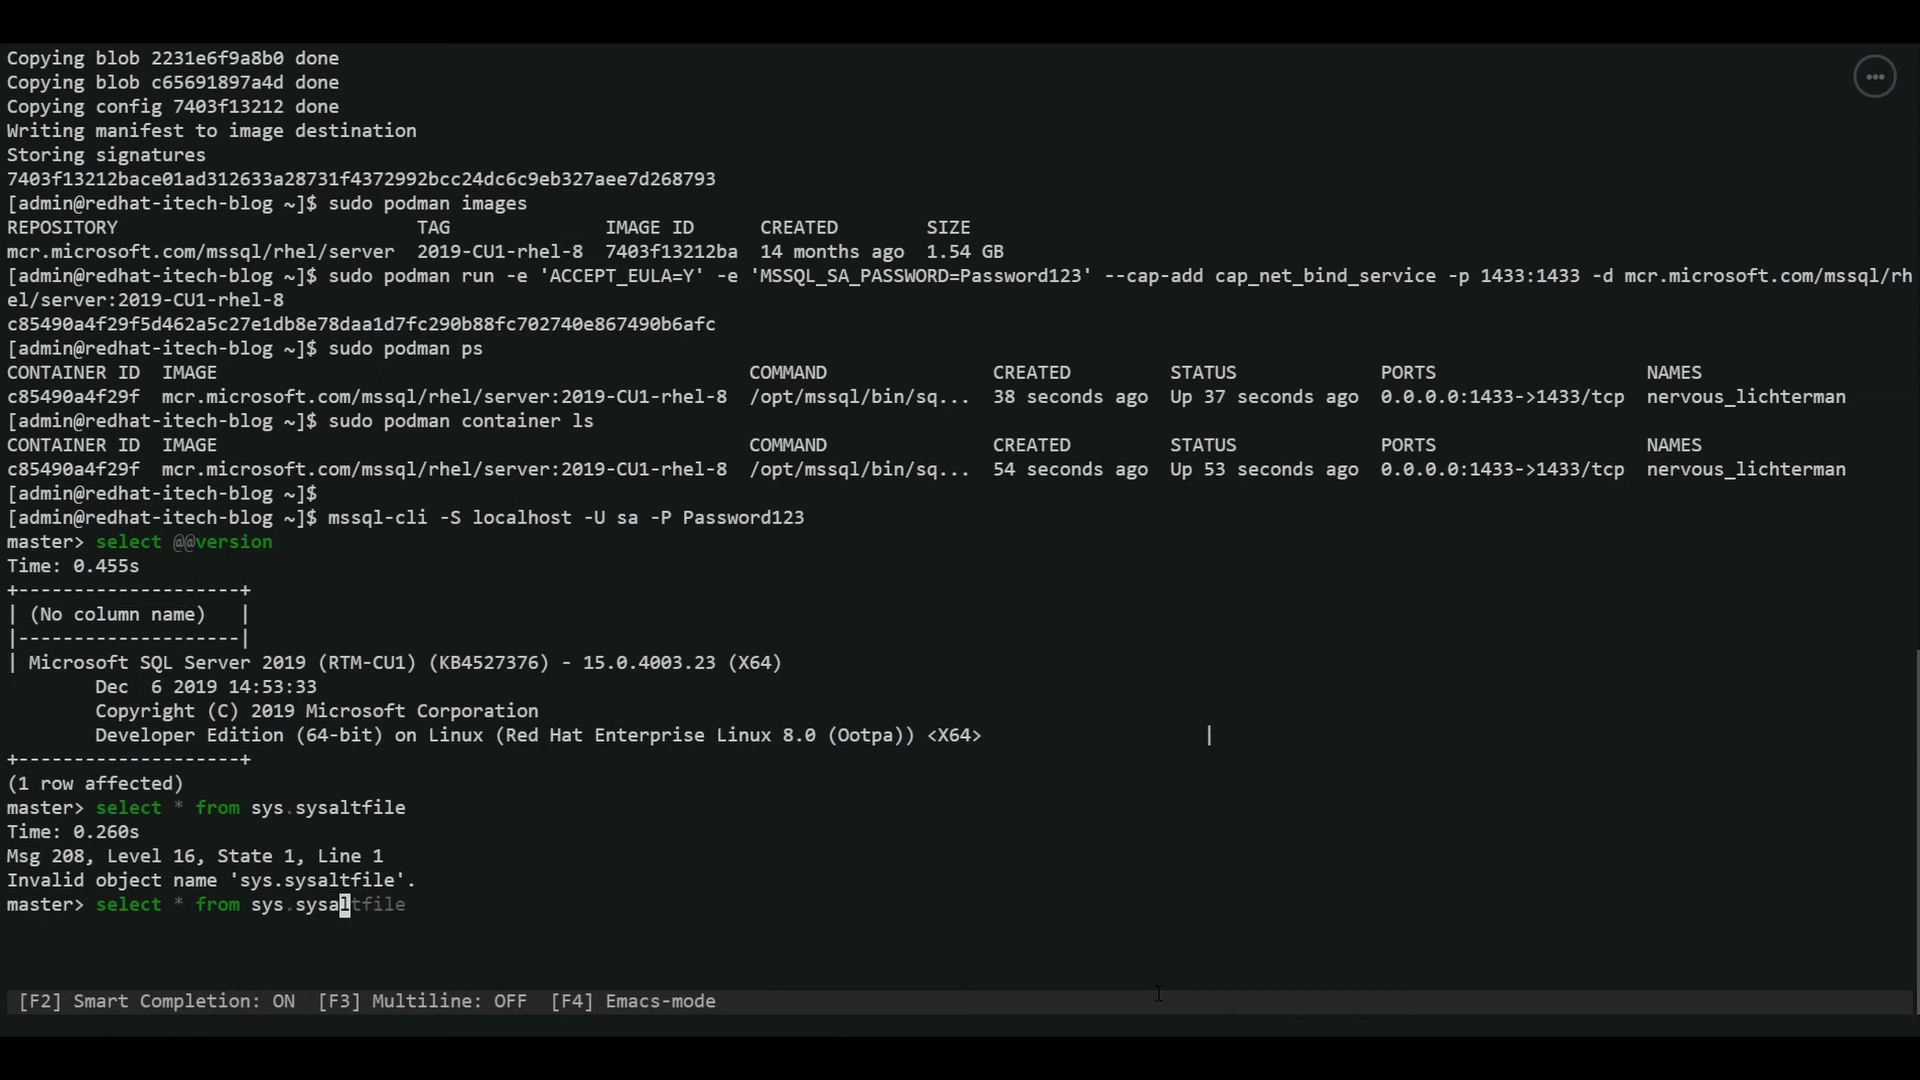 Copying blob 2231e6f9a8b0 done
Copying blob c65691897a4d done
Copying config 7403f13212 done
Writing manifest to image destination
Storing signatures
7403f13212bace01ad312633a28731f4372992bcc24dc6c9eb327aee7d268793
[admin@redhat-itech-blog ~]$ sudo podman images
REPOSITORY                           TAG             IMAGE ID      CREATED        SIZE
mcr.microsoft.com/mssql/rhel/server  2019-CU1-rhel-8  7403f13212ba  14 months ago  1.54 GB
[admin@redhat-itech-blog ~]$ sudo podman run -e 'ACCEPT_EULA=Y' -e 'MSSQL_SA_PASSWORD=Password123' --cap-add cap_net_bind_service -p 1433:1433 -d mcr.microsoft.com/mssql/rh
el/server:2019-CU1-rhel-8
c85490a4f29f5d462a5c27e1db8e78daa1d7fc290b88fc702740e867490b6afc
[admin@redhat-itech-blog ~]$ sudo podman ps
CONTAINER ID  IMAGE                                                COMMAND               CREATED         STATUS             PORTS                   NAMES
c85490a4f29f  mcr.microsoft.com/mssql/rhel/server:2019-CU1-rhel-8  /opt/mssql/bin/sq...  38 seconds ago  Up 37 seconds ago  0.0.0.0:1433->1433/tcp  nervous_lichterman
[admin@redhat-itech-blog ~]$ sudo podman container ls
CONTAINER ID  IMAGE                                                COMMAND               CREATED         STATUS             PORTS                   NAMES
c85490a4f29f  mcr.microsoft.com/mssql/rhel/server:2019-CU1-rhel-8  /opt/mssql/bin/sq...  54 seconds ago  Up 53 seconds ago  0.0.0.0:1433->1433/tcp  nervous_lichterman
[admin@redhat-itech-blog ~]$
[admin@redhat-itech-blog ~]$ mssql-cli -S localhost -U sa -P Password123
master> select @@version
Time: 0.455s
+---------------------+
| (No column name)    |
|---------------------|
| Microsoft SQL Server 2019 (RTM-CU1) (KB4527376) - 15.0.4003.23 (X64)
        Dec  6 2019 14:53:33
        Copyright (C) 2019 Microsoft Corporation
        Developer Edition (64-bit) on Linux (Red Hat Enterprise Linux 8.0 (Ootpa)) <X64>                     |
+---------------------+
(1 row affected)
master> select * from sys.sysaltfile
Time: 0.260s
Msg 208, Level 16, State 1, Line 1
Invalid object name 'sys.sysaltfile'.
master> select * from sys.sysaltfile
[F2] Smart Completion: ON  [F3] Multiline: OFF  [F4] Emacs-mode